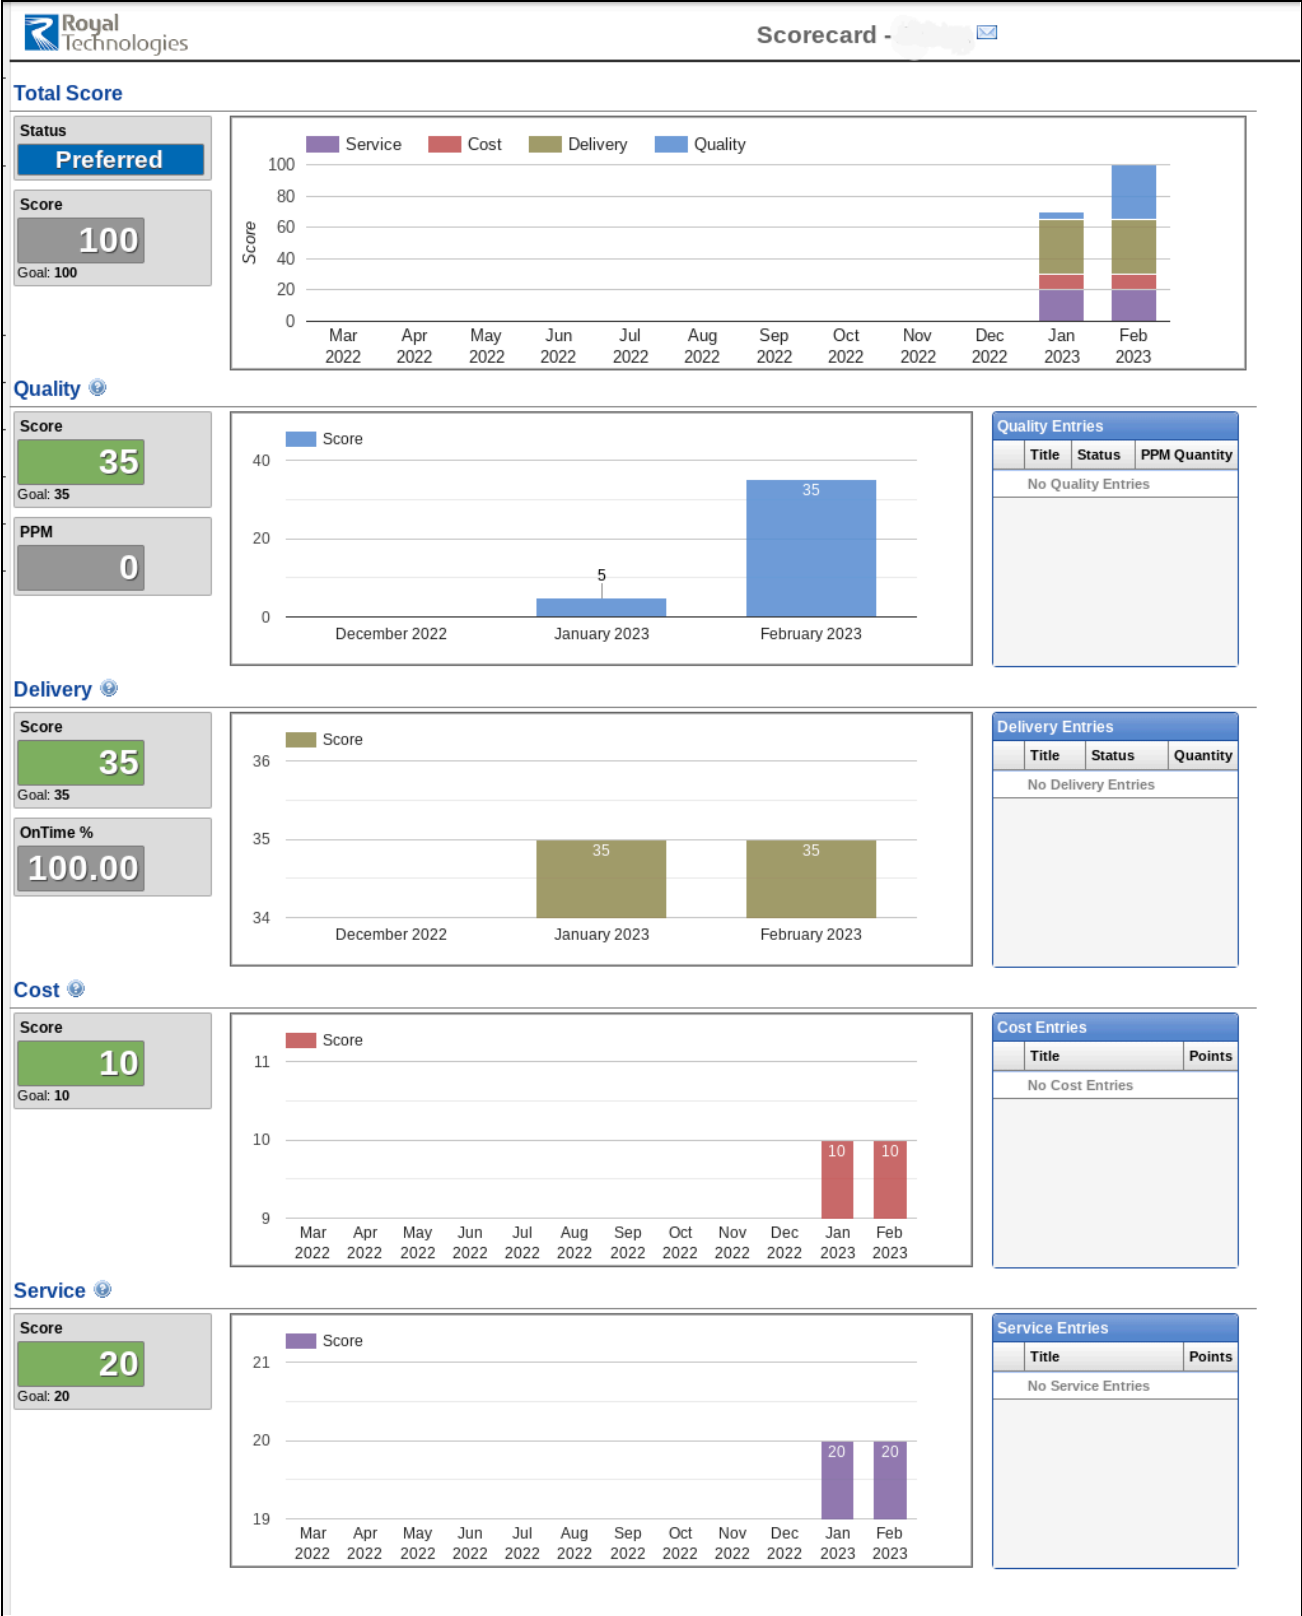 Royal
Technologies
Scorecard -
Total Score
Status
Preferred
Score
100
Goal: 100
Service Cost Delivery Quality
Score
100
80
60
40
20
0
Mar 2022 Apr 2022 May 2022 Jun 2022 Jul 2022 Aug 2022 Sep 2022 Oct 2022 Nov 2022 Dec 2022 Jan 2023 Feb 2023
Quality
Score
35
Goal: 35
PPM
0
Score
40
20
0
5
35
December 2022 January 2023 February 2023
Quality Entries
Title Status PPM Quantity
No Quality Entries
Delivery
Score
35
Goal: 35
OnTime %
100.00
Score
36
35
34
35 35
December 2022 January 2023 February 2023
Delivery Entries
Title Status Quantity
No Delivery Entries
Cost
Score
10
Goal: 10
Score
11
10
9
10 10
Mar 2022 Apr 2022 May 2022 Jun 2022 Jul 2022 Aug 2022 Sep 2022 Oct 2022 Nov 2022 Dec 2022 Jan 2023 Feb 2023
Cost Entries
Title Points
No Cost Entries
Service
Score
20
Goal: 20
Score
21
20
19
20 20
Mar 2022 Apr 2022 May 2022 Jun 2022 Jul 2022 Aug 2022 Sep 2022 Oct 2022 Nov 2022 Dec 2022 Jan 2023 Feb 2023
Service Entries
Title Points
No Service Entries